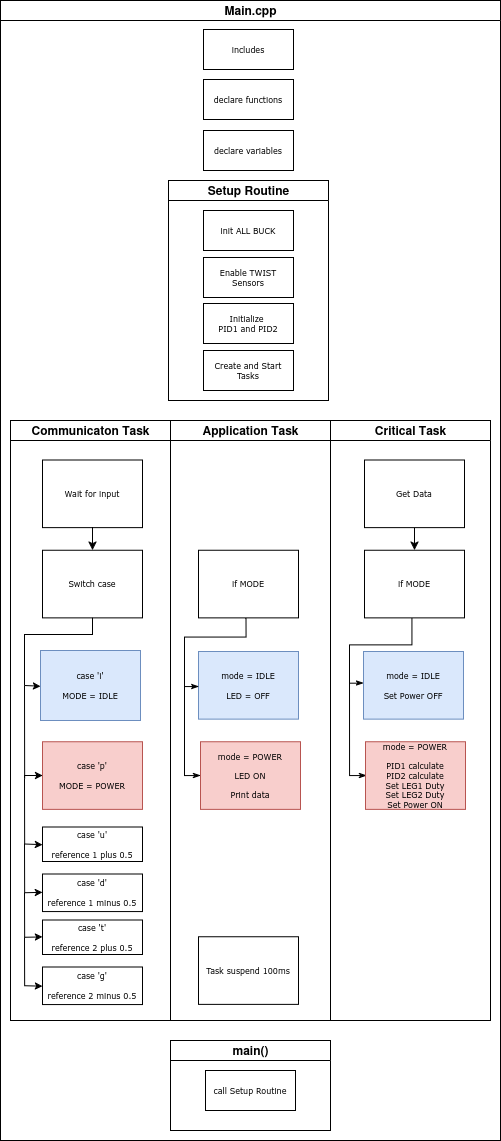 Main.cpp
includes
declare functions
declare variables
Setup Routine
Init ALL BUCK
Enable TWIST
Sensors
Initialize
PID1 and PID2
Create and Start
Tasks
Communicaton Task
Wait for input
Switch case
case 'i'
MODE = IDLE
case 'p'
MODE = POWER
case 'u'
reference 1 plus 0.5
case 'd'
reference 1 minus 0.5
case 't'
reference 2 plus 0.5
case 'g'
reference 2 minus 0.5
Application Task
If MODE
mode = IDLE
LED = OFF
mode = POWER
LED ON
Print data
Task suspend 100ms
Critical Task
Get Data
If MODE
mode = IDLE
Set Power OFF
mode = POWER
PID1 calculate
PID2 calculate
Set LEG1 Duty
Set LEG2 Duty
Set Power ON
main()
call Setup Routine